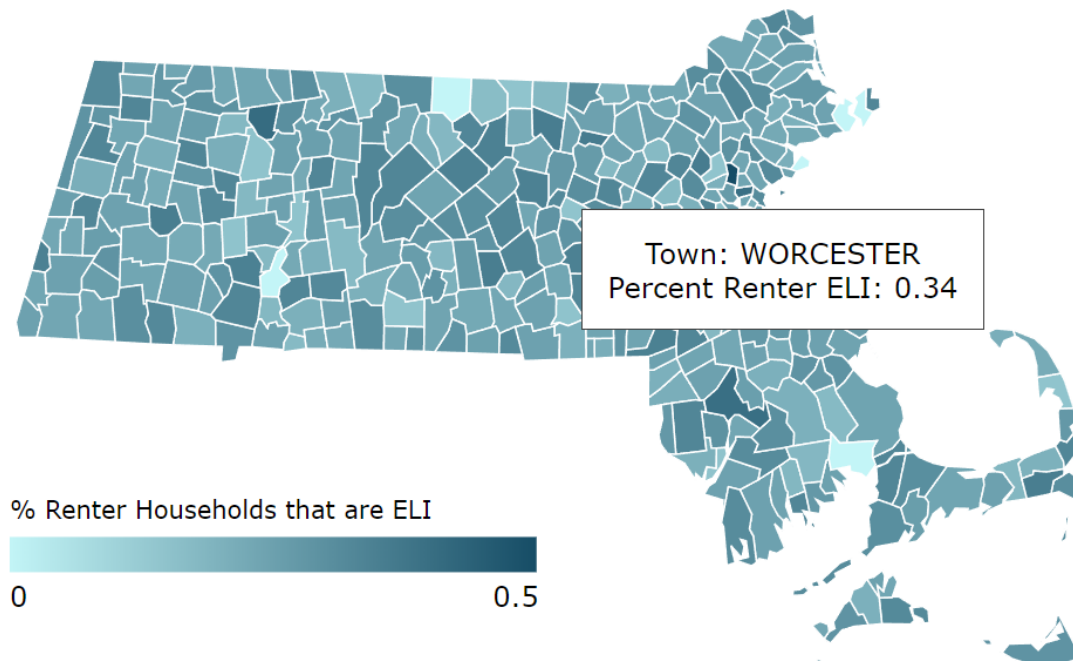 Town: WORCESTER
Percent Renter ELI: 0.34
% Renter Households that are ELI
0 0.5